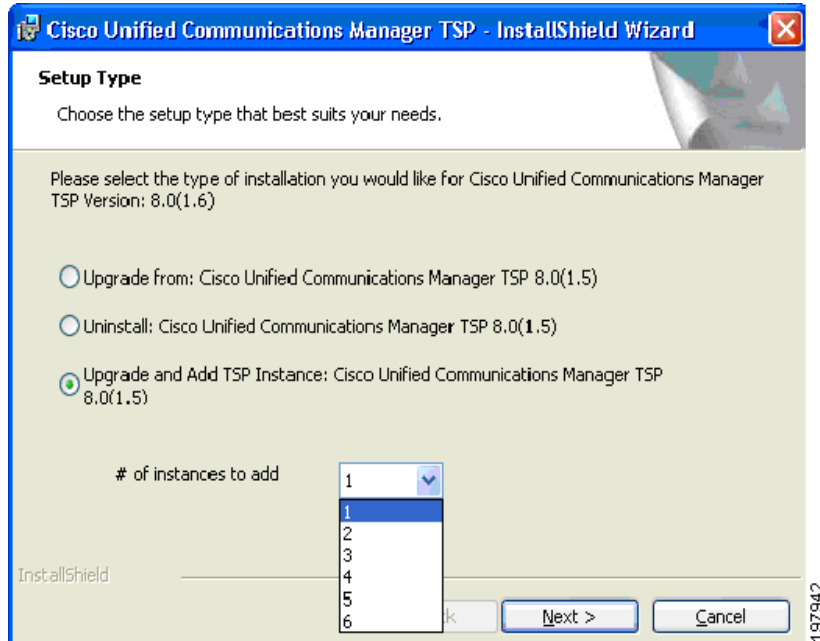 Cisco Unified Communications Manager TSP - InstallShield Wizard
Setup Type
Choose the setup type that best suits your needs.
Please select the type of installation you would like for Cisco Unified Communications Manager
TSP Version: 8.0(1.6)
Upgrade from: Cisco Unified Communications Manager TSP 8.0(1.5)
Uninstall: Cisco Unified Communications Manager TSP 8.0(1.5)
Upgrade and Add TSP Instance: Cisco Unified Communications Manager TSP
8.0(1.5)
# of instances to add
1
1
2
3
4
5
6
InstallShield
Next >
Cancel
197942